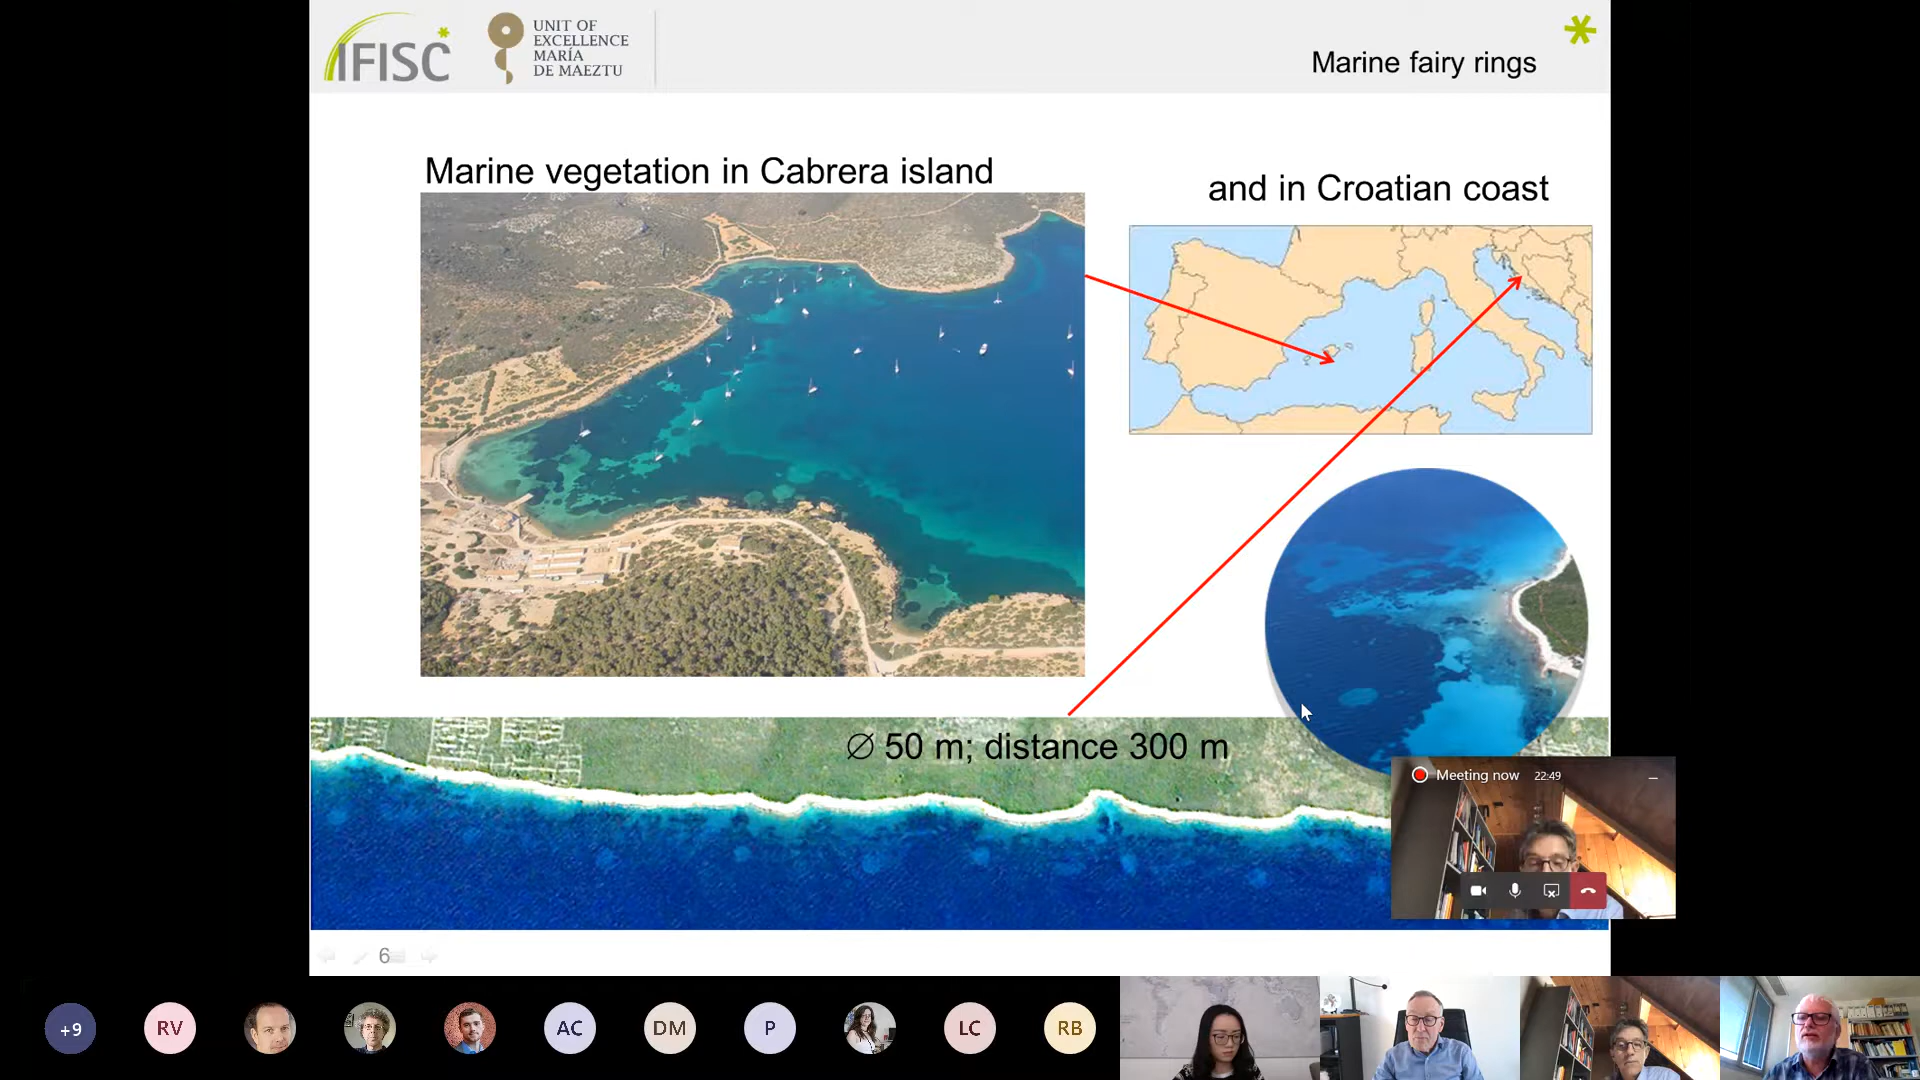 IFISC
UNIT OF
EXCELLENCE
MARÍA
DE MAEZTU
Marine fairy rings
Marine vegetation in Cabrera island
and in Croatian coast
∅ 50 m; distance 300 m
Meeting now 22:49
6
+9
RV
AC
DM
P
LC
RB